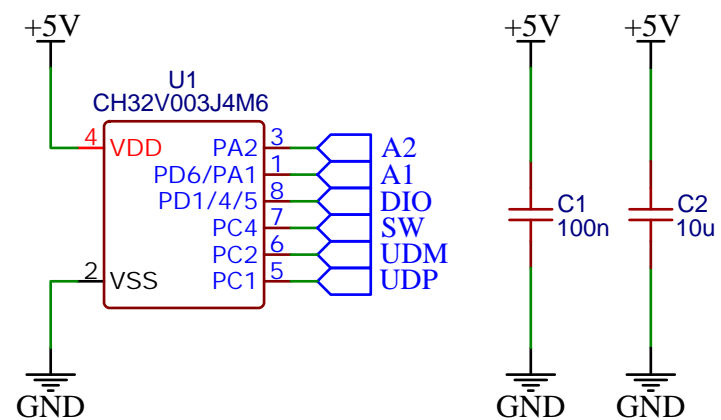 +5V
+5V
+5V
U1
CH32V003J4M6
4 VDD
PA2 3 A2
PD6/PA1 1 A1
PD1/4/5 8 DIO
PC4 7 SW
PC2 6 UDM
2 VSS
PC1 5 UDP
C1
100n
C2
10u
GND
GND
GND